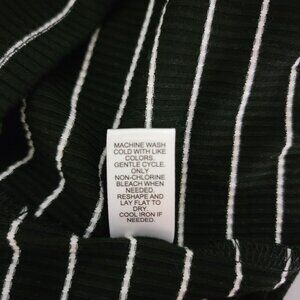 MACHINE WASH
COLD WITH LIKE
COLORS.
GENTLE CYCLE.
ONLY
NON-CHLORINE
BLEACH WHEN
NEEDED.
RESHAPE AND
LAY FLAT TO
DRY.
COOL IRON IF
NEEDED.